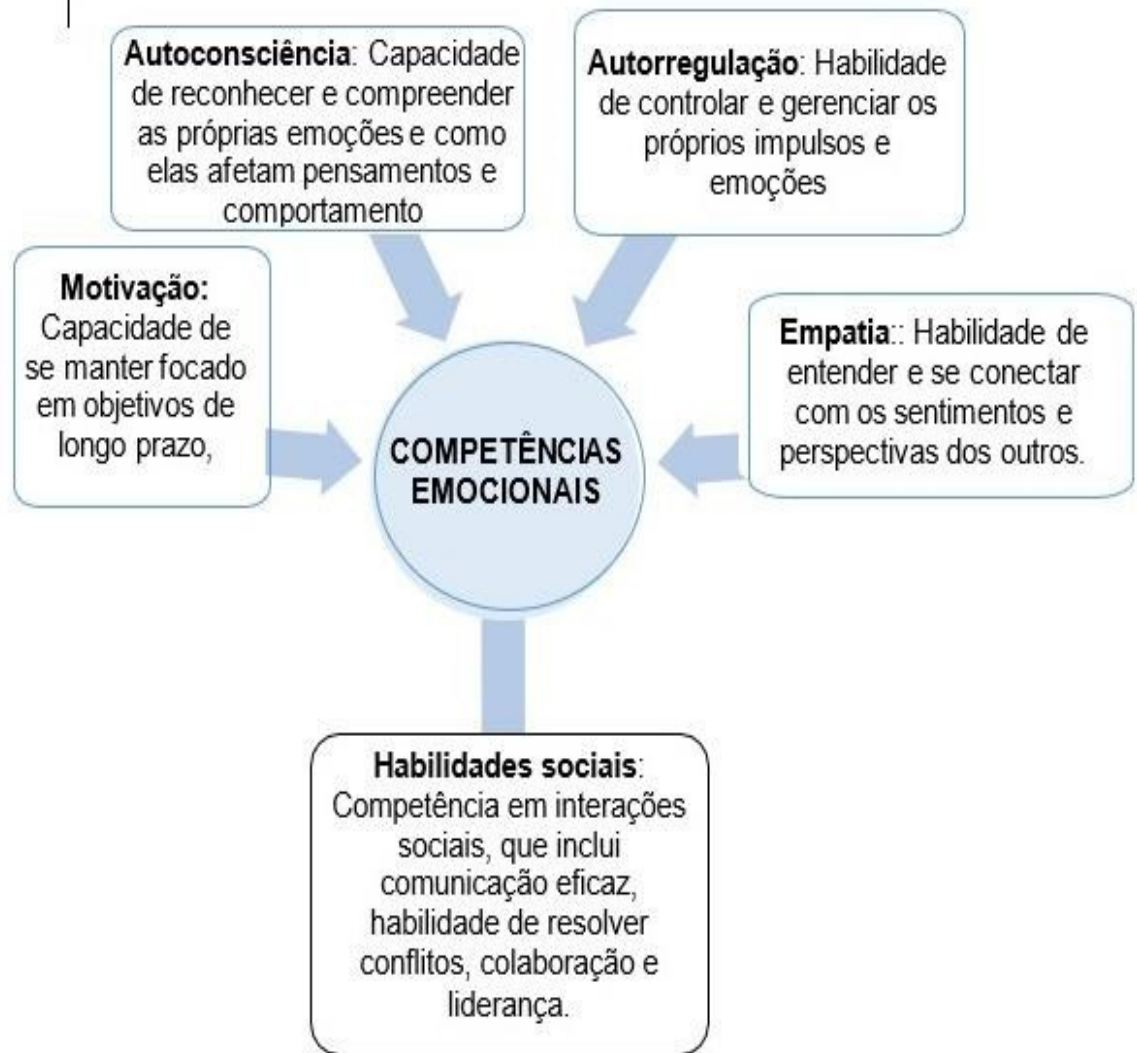 Autoconsciência: Capacidade
de reconhecer e compreender
as próprias emoções e como
elas afetam pensamentos e
comportamento
Autorregulação: Habilidade
de controlar e gerenciar os
próprios impulsos e
emoções
Motivação:
Capacidade de
se manter focado
em objetivos de
longo prazo,
Empatia:: Habilidade de
entender e se conectar
com os sentimentos e
perspectivas dos outros.
COMPETÊNCIAS
EMOCIONAIS
Habilidades sociais:
Competência em interações
sociais, que inclui
comunicação eficaz,
habilidade de resolver
conflitos, colaboração e
liderança.